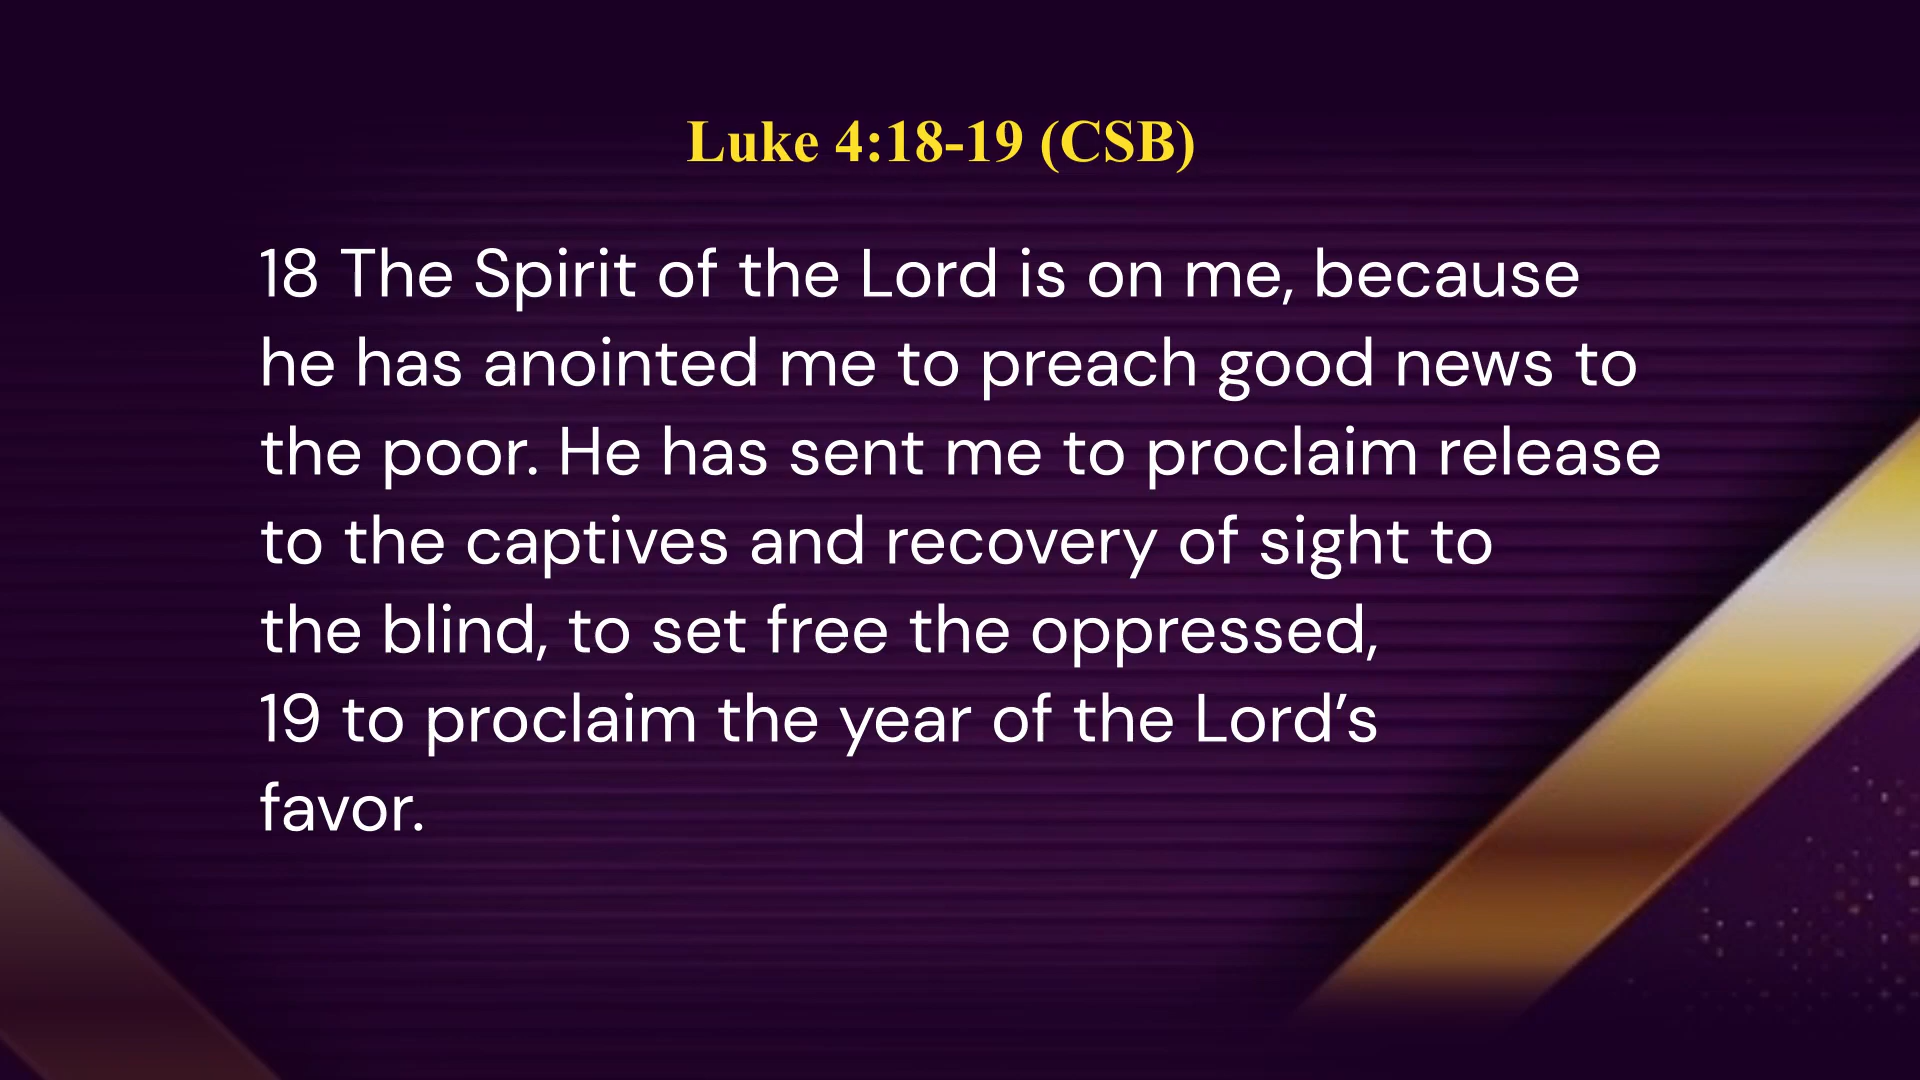 Luke 4:18-19 (CSB)
18 The Spirit of the Lord is on me, because
he has anointed me to preach good news to
the poor. He has sent me to proclaim release
to the captives and recovery of sight to
the blind, to set free the oppressed,
19 to proclaim the year of the Lord’s
favor.